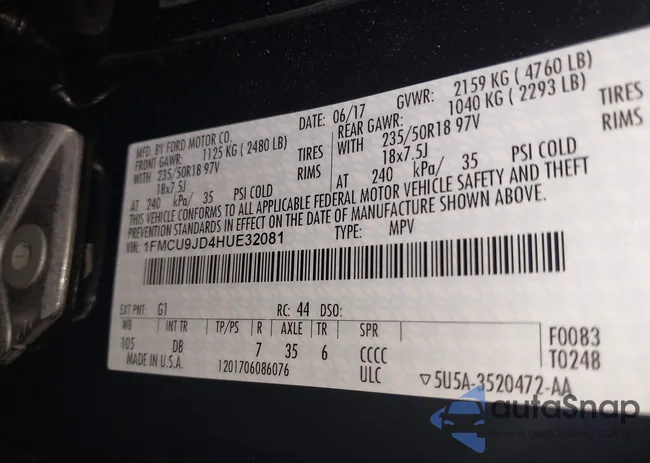 MFD. BY FORD MOTOR CO. DATE: 06/17 GVWR: 2159 KG ( 4760 LB)
FRONT GAWR: 1125 KG ( 2480 LB) REAR GAWR: 1040 KG ( 2293 LB)
WITH 235/50R18 97V TIRES WITH 235/50R18 97V TIRES
18x7.5J RIMS 18x7.5J RIMS
AT 240 kPa/ 35 PSI COLD AT 240 kPa/ 35 PSI COLD
THIS VEHICLE CONFORMS TO ALL APPLICABLE FEDERAL MOTOR VEHICLE SAFETY AND THEFT
PREVENTION STANDARDS IN EFFECT ON THE DATE OF MANUFACTURE SHOWN ABOVE.
VIN: 1FMCU9JD4HUE32081 TYPE: MPV
EXT PNT: G1 RC: 44 DSO:
WB INT TR TP/PS R AXLE TR SPR F0083
105 DB 7 35 6 CCCC T0248
MADE IN U.S.A. 1201706086076 ULC ▽5U5A-3520472-AA
autoSnap